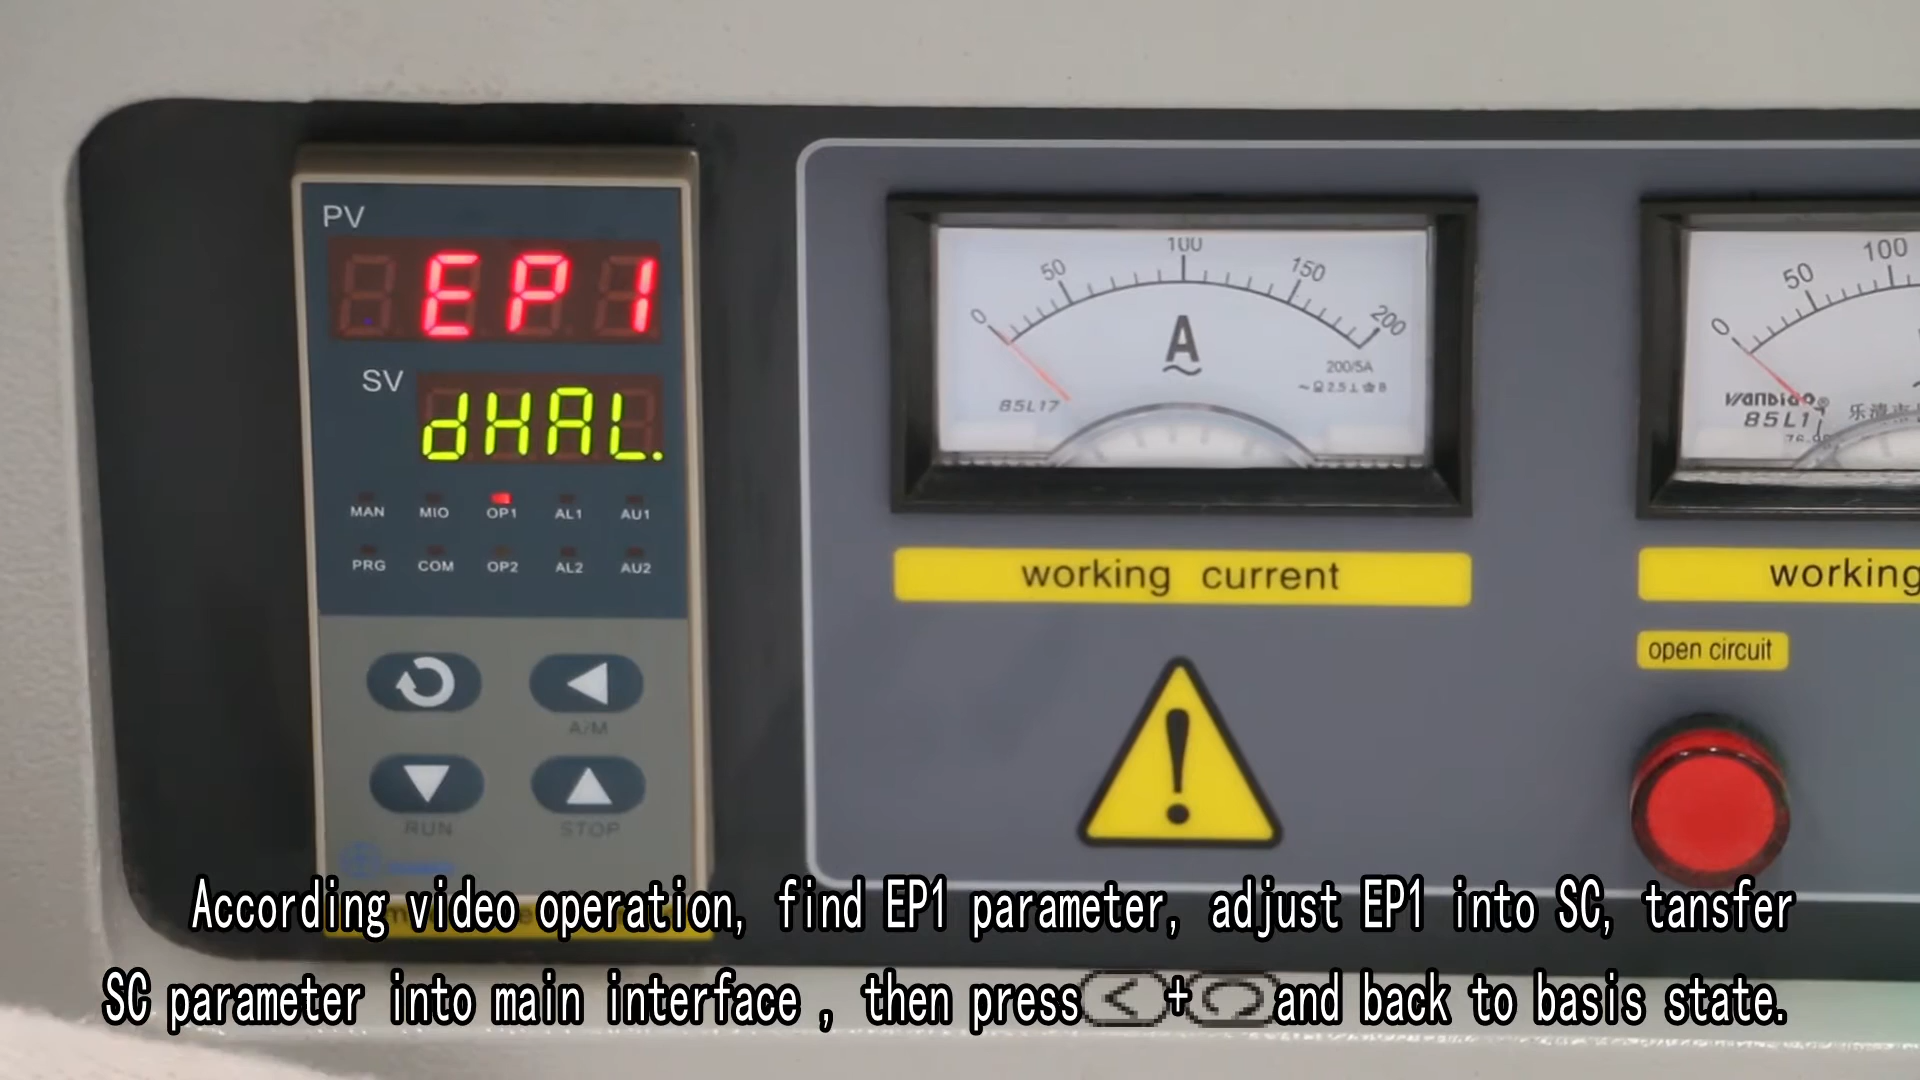 PV
EP1
SV
dHAL.
MAN MIO OP1 AL1 AU1
PRG COM OP2 AL2 AU2
A/M
RUN STOP
0 50 100 150 200
A
200/5A
85L17
working current
0 50 100
85L1
working
open circuit
According video operation, find EP1 parameter, adjust EP1 into SC, tansfer
SC parameter into main interface , then press < + and back to basis state.